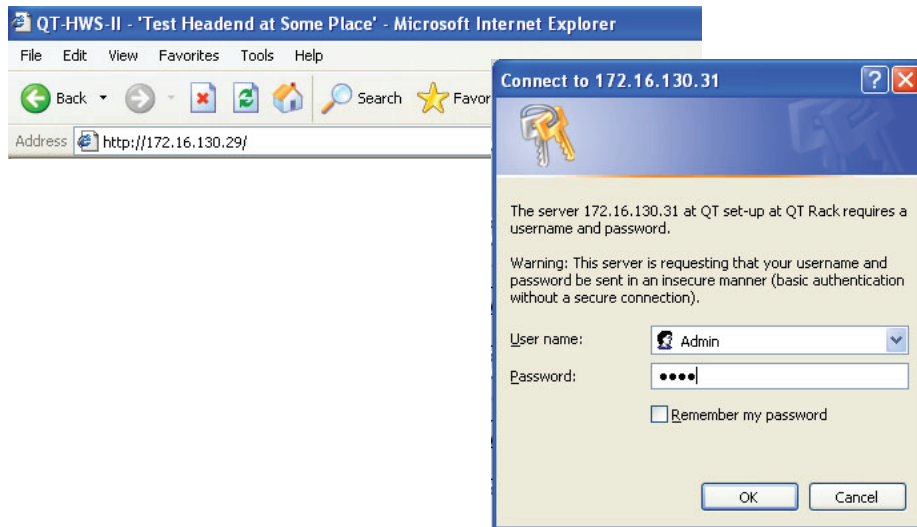 QT-HWS-II - 'Test Headend at Some Place' - Microsoft Internet Explorer
File Edit View Favorites Tools Help
Back Search Favor
Address http://172.16.130.29/
Connect to 172.16.130.31
The server 172.16.130.31 at QT set-up at QT Rack requires a
username and password.
Warning: This server is requesting that your username and
password be sent in an insecure manner (basic authentication
without a secure connection).
User name: Admin
Password: ••••
Remember my password
OK Cancel